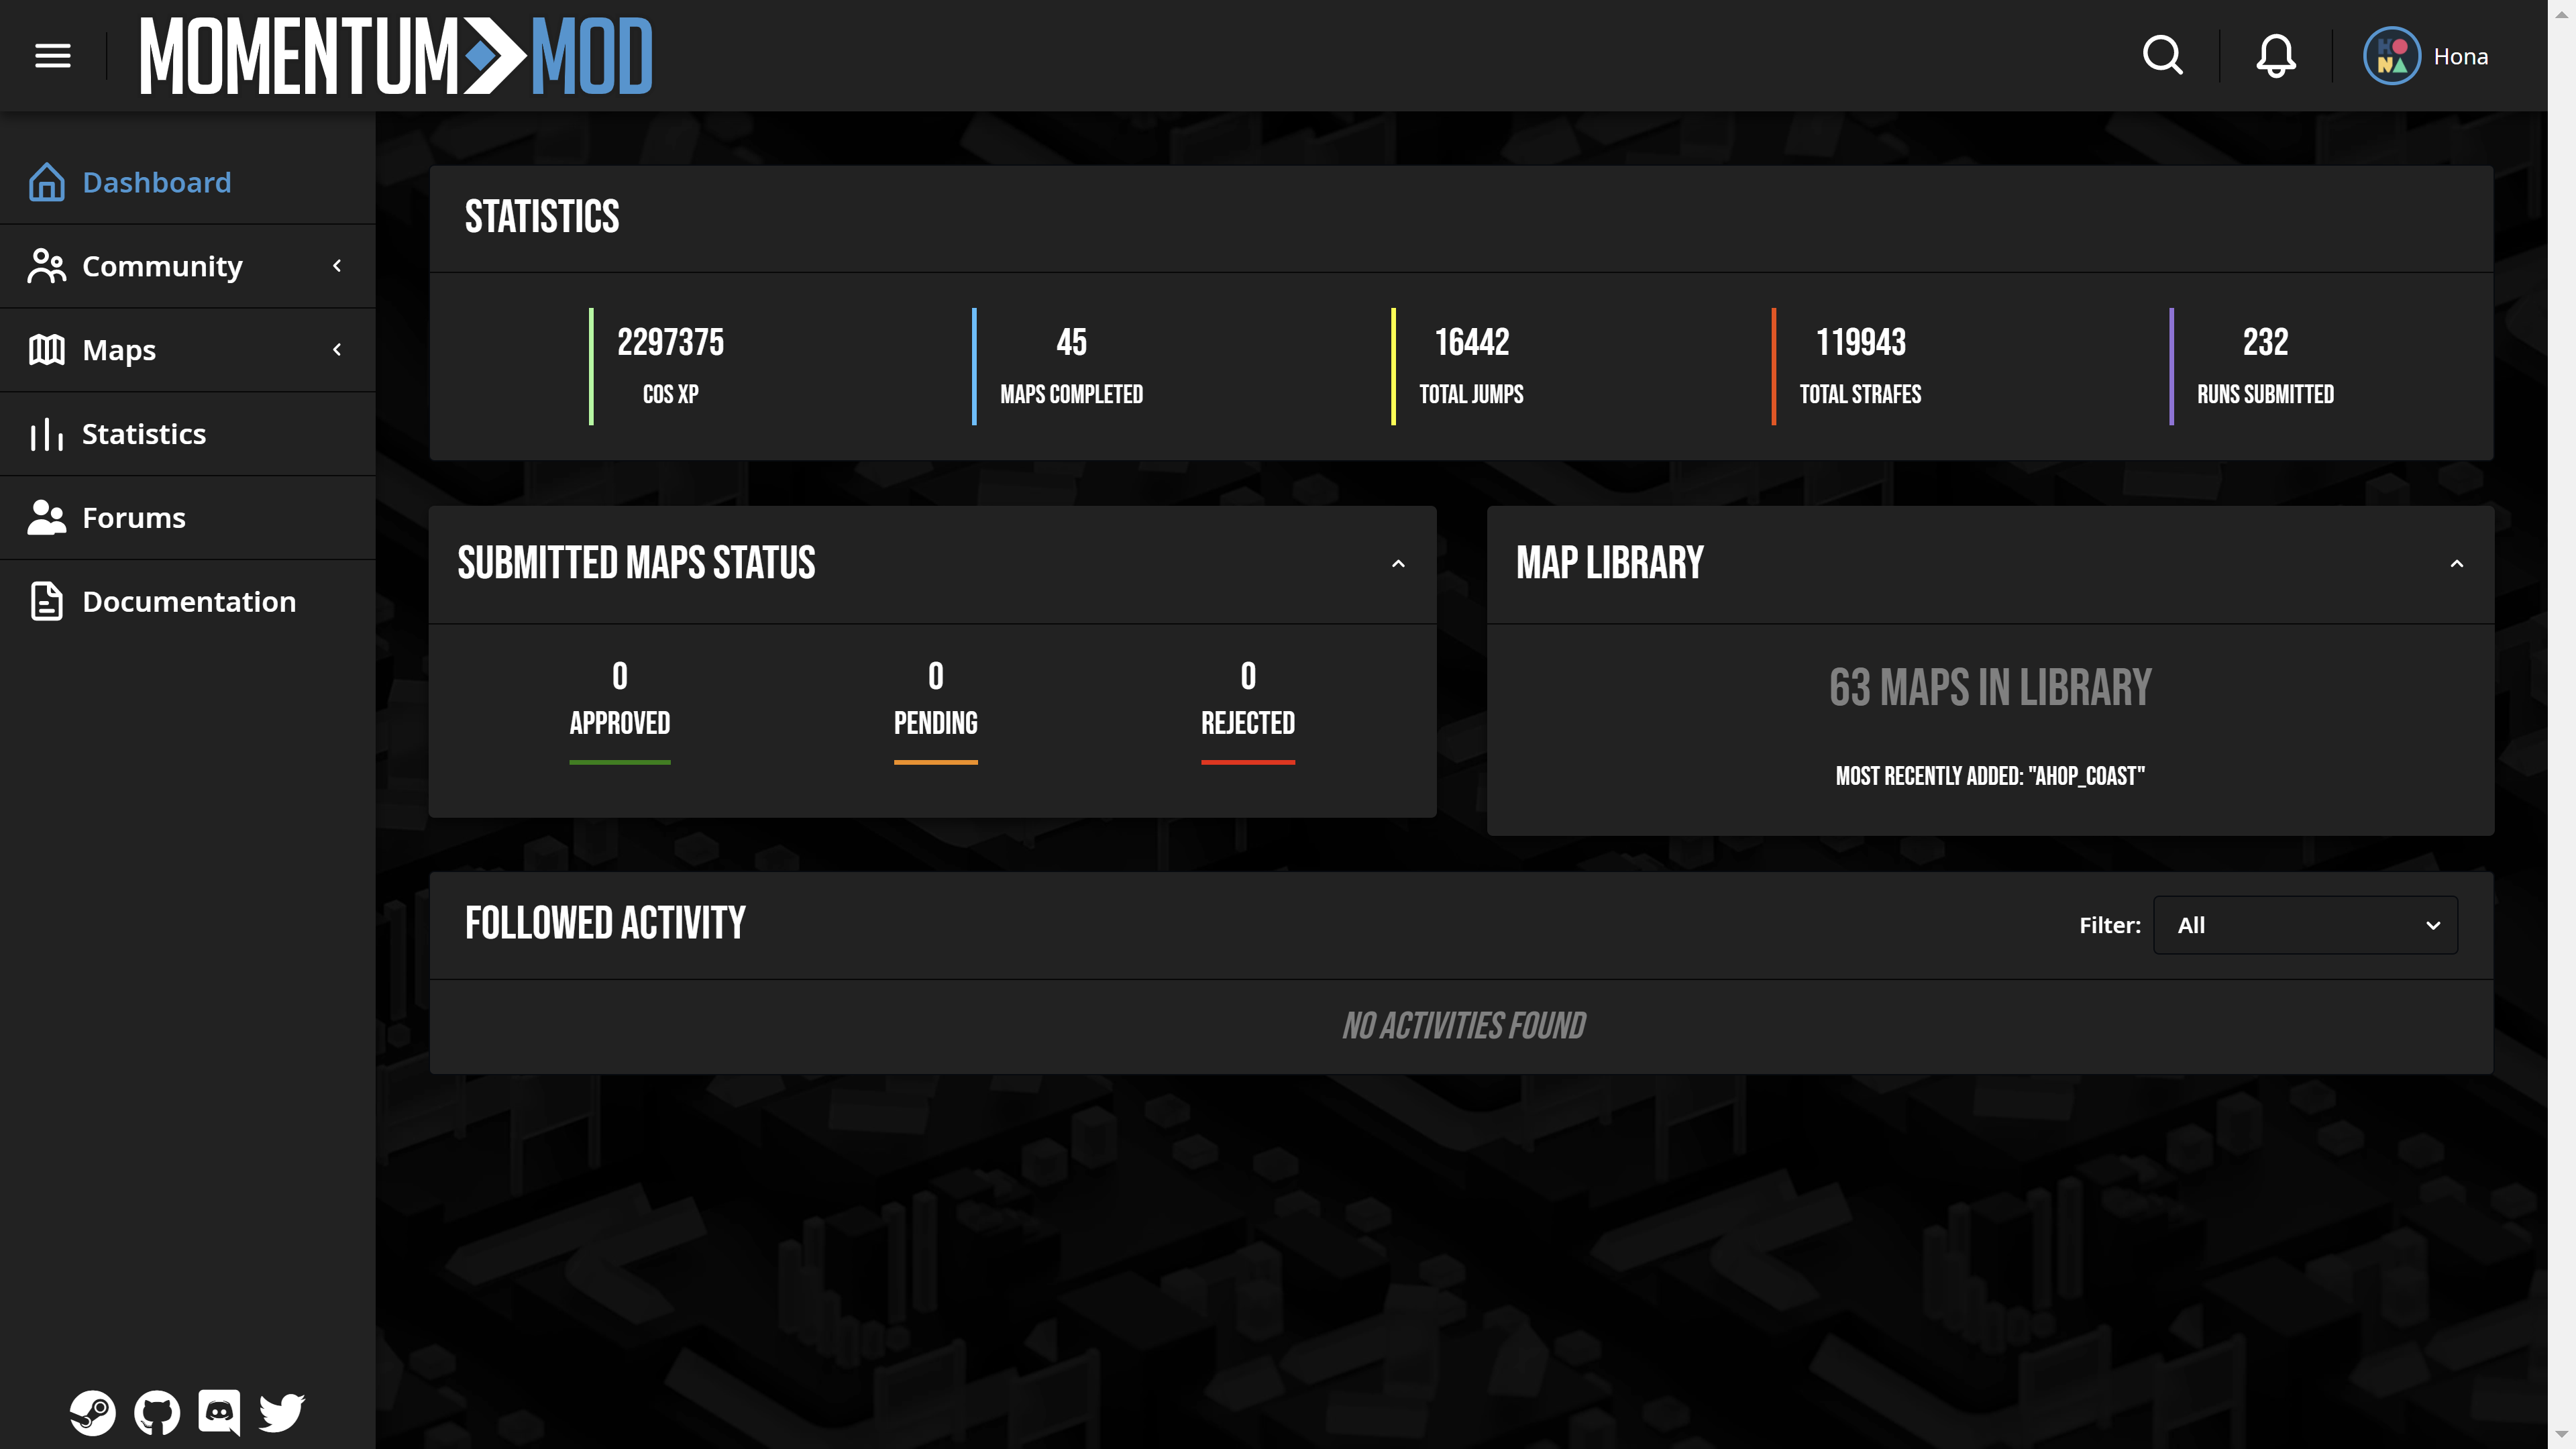 MOMENTUM MOD
Hona
Dashboard
Community
Maps
Statistics
Forums
Documentation
STATISTICS
2297375
COS XP
45
MAPS COMPLETED
16442
TOTAL JUMPS
119943
TOTAL STRAFES
232
RUNS SUBMITTED
SUBMITTED MAPS STATUS
0
APPROVED
0
PENDING
0
REJECTED
MAP LIBRARY
63 MAPS IN LIBRARY
MOST RECENTLY ADDED: "AHOP_COAST"
FOLLOWED ACTIVITY
Filter: All
NO ACTIVITIES FOUND